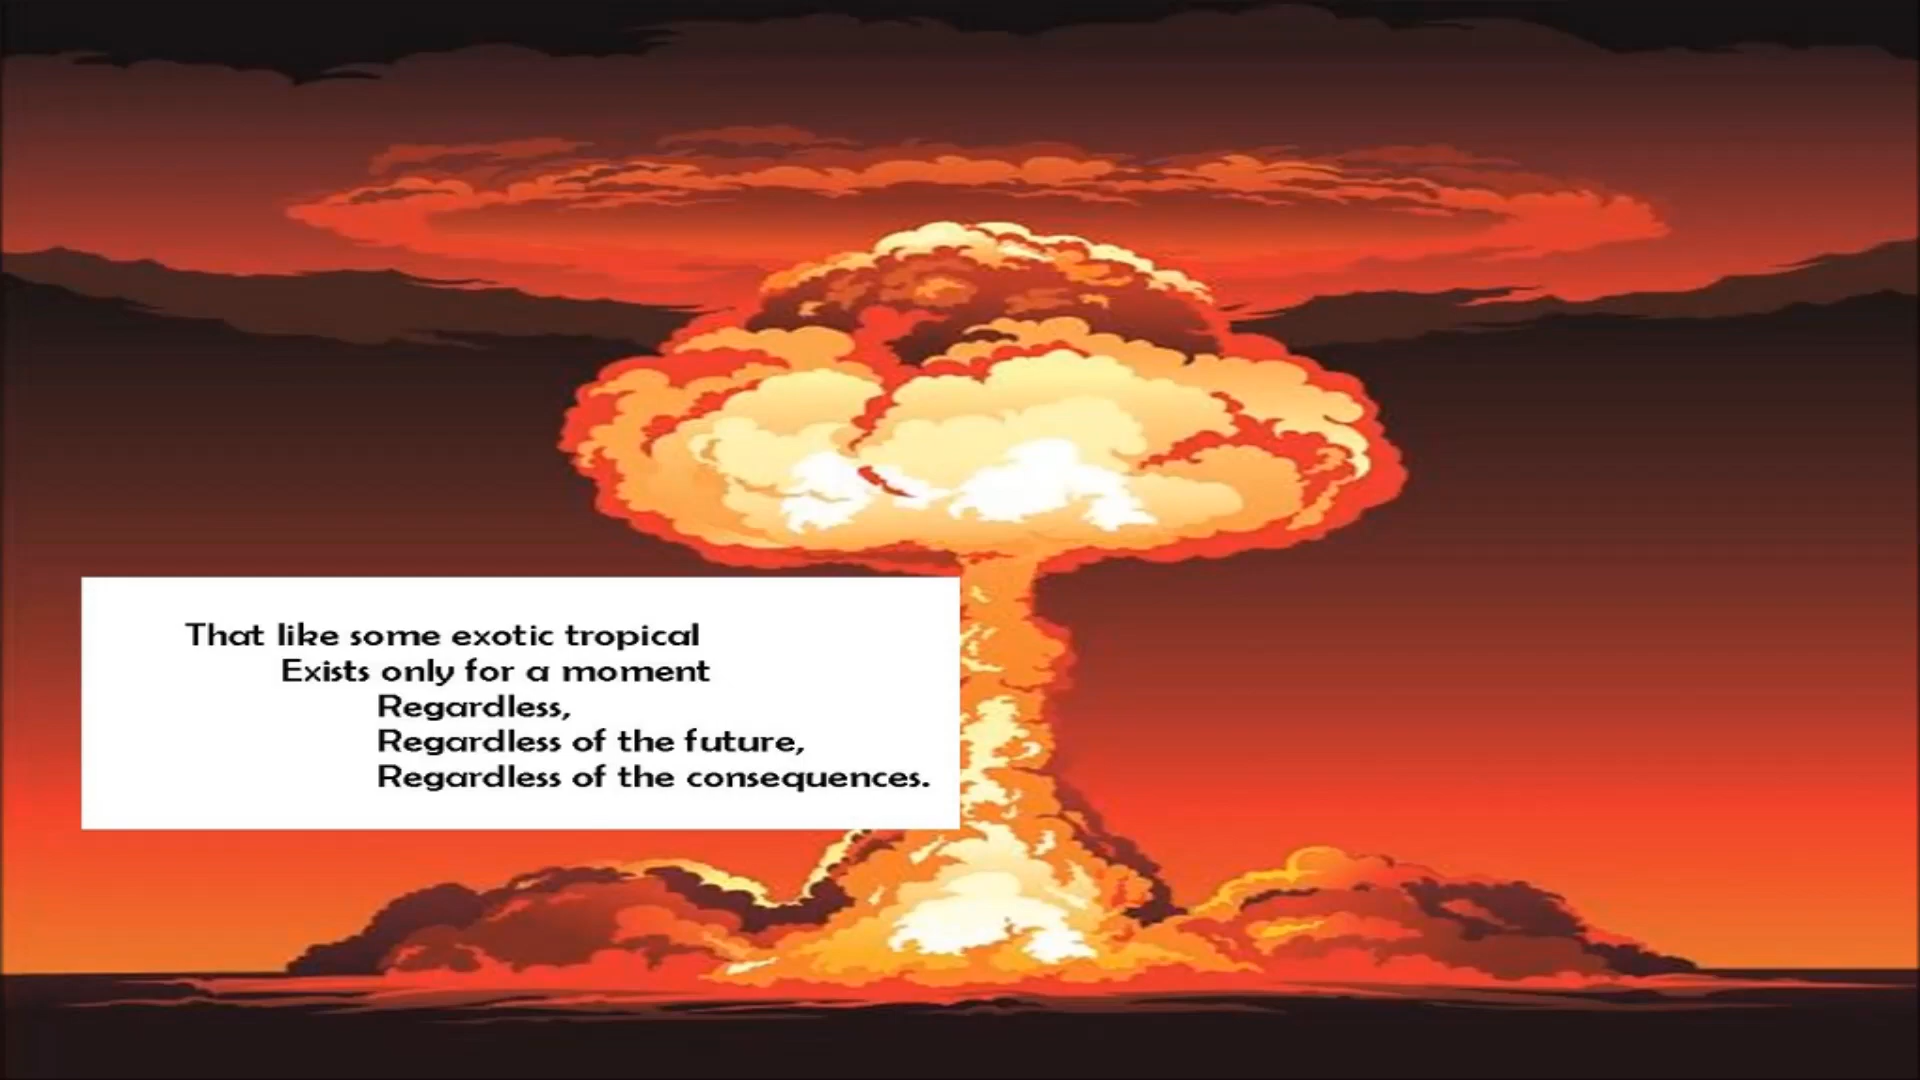 That like some exotic tropical
Exists only for a moment
Regardless,
Regardless of the future,
Regardless of the consequences.